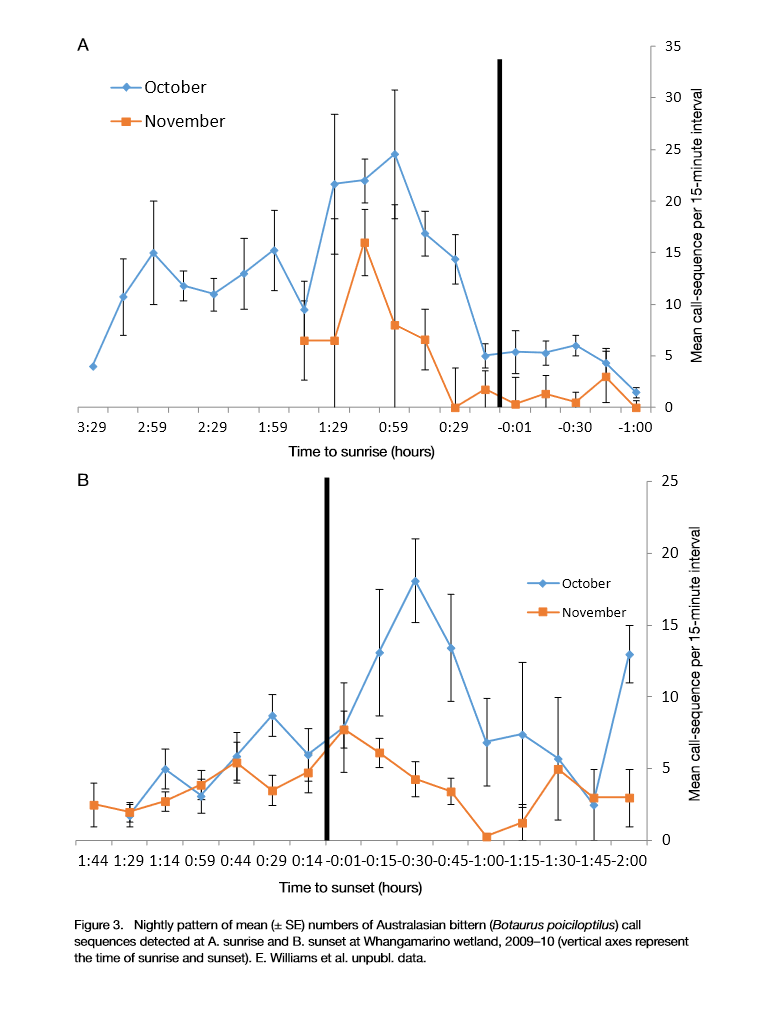 A
October
November
35
30
25
20
15
10
5
0
Mean call-sequence per 15-minute interval
3:29 2:59 2:29 1:59 1:29 0:59 0:29 -0:01 -0:30 -1:00
Time to sunrise (hours)
B
25
20
15
10
5
0
October
November
Mean call-sequence per 15-minute interval
1:44 1:29 1:14 0:59 0:44 0:29 0:14 -0:01 -0:15 -0:30 -0:45 -1:00 -1:15 -1:30 -1:45 -2:00
Time to sunset (hours)
Figure 3. Nightly pattern of mean (± SE) numbers of Australasian bittern (Botaurus poiciloptilus) call
sequences detected at A. sunrise and B. sunset at Whangamarino wetland, 2009–10 (vertical axes represent
the time of sunrise and sunset). E. Williams et al. unpubl. data.